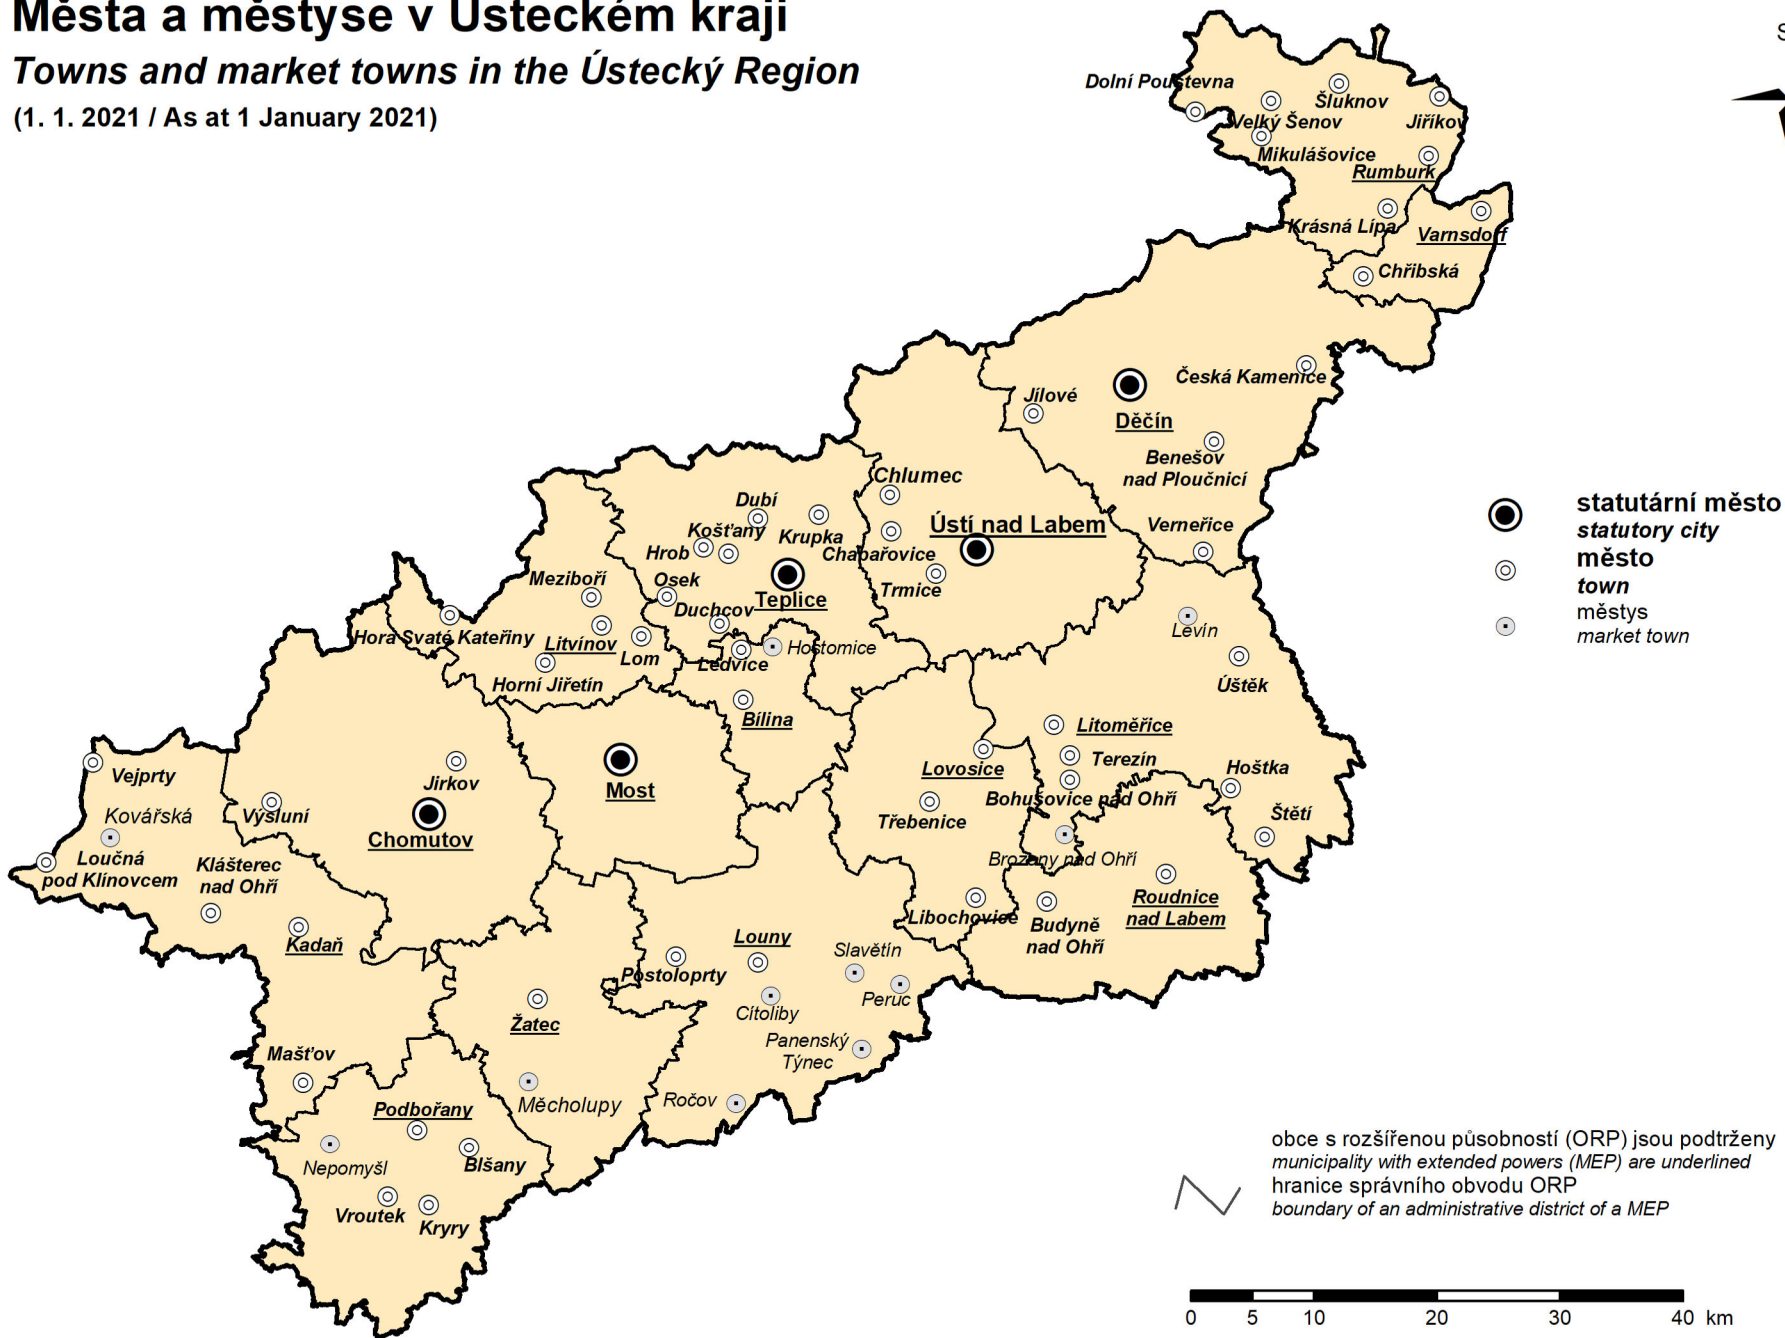 Města a městyse v Ústeckém kraji
Towns and market towns in the Ústecký Region
(1. 1. 2021 / As at 1 January 2021)
S
Dolní Poustevna
Šluknov
Velký Šenov
Jiříkov
Mikulášovice
Rumburk
Krásná Lípa
Varnsdorf
Chřibská
Česká Kamenice
Jílové
Děčín
Benešov
nad Ploučnicí
Chlumec
Dubí
Ústí nad Labem
Verneřice
Košťany
Krupka
Hrob
Chabařovice
Meziboří
Osek
Trmice
Teplice
Duchcov
Levín
Hora Svaté Kateřiny
Litvínov
Lom
Hostomice
Ledvice
Horní Jiřetín
Úštěk
Bílina
Litoměřice
Terezín
Vejprty
Jirkov
Lovosice
Hoštka
Most
Bohušovice nad Ohří
Kovářská
Výsluní
Třebenice
Štětí
Chomutov
Loučná
pod Klínovcem
Klášterec
nad Ohří
Brozany nad Ohří
Roudnice
nad Labem
Libochovice
Budyně
nad Ohří
Kadaň
Louny
Slavětín
Postoloprty
Peruc
Cítoliby
Žatec
Panenský
Týnec
Mašťov
Ročov
Měcholupy
Podbořany
Nepomyšl
Blšany
Vroutek
Kryry
statutární město
statutory city
město
town
městys
market town
obce s rozšířenou působností (ORP) jsou podtrženy
municipality with extended powers (MEP) are underlined
hranice správního obvodu ORP
boundary of an administrative district of a MEP
0 5 10 20 30 40 km